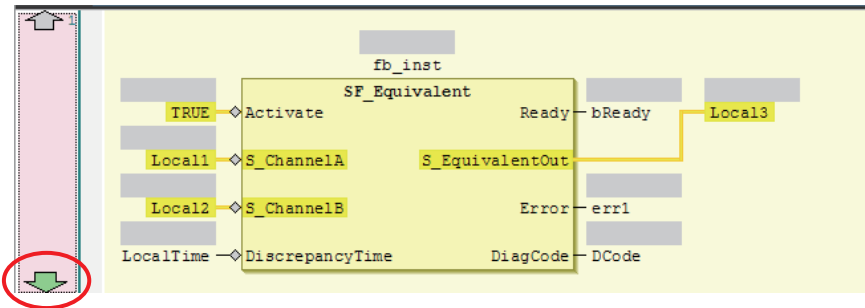 1
fb_inst
SF_Equivalent
TRUE Activate Ready bReady Local3
Local1 S_ChannelA S_EquivalentOut
Local2 S_ChannelB Error err1
LocalTime DiscrepancyTime DiagCode DCode